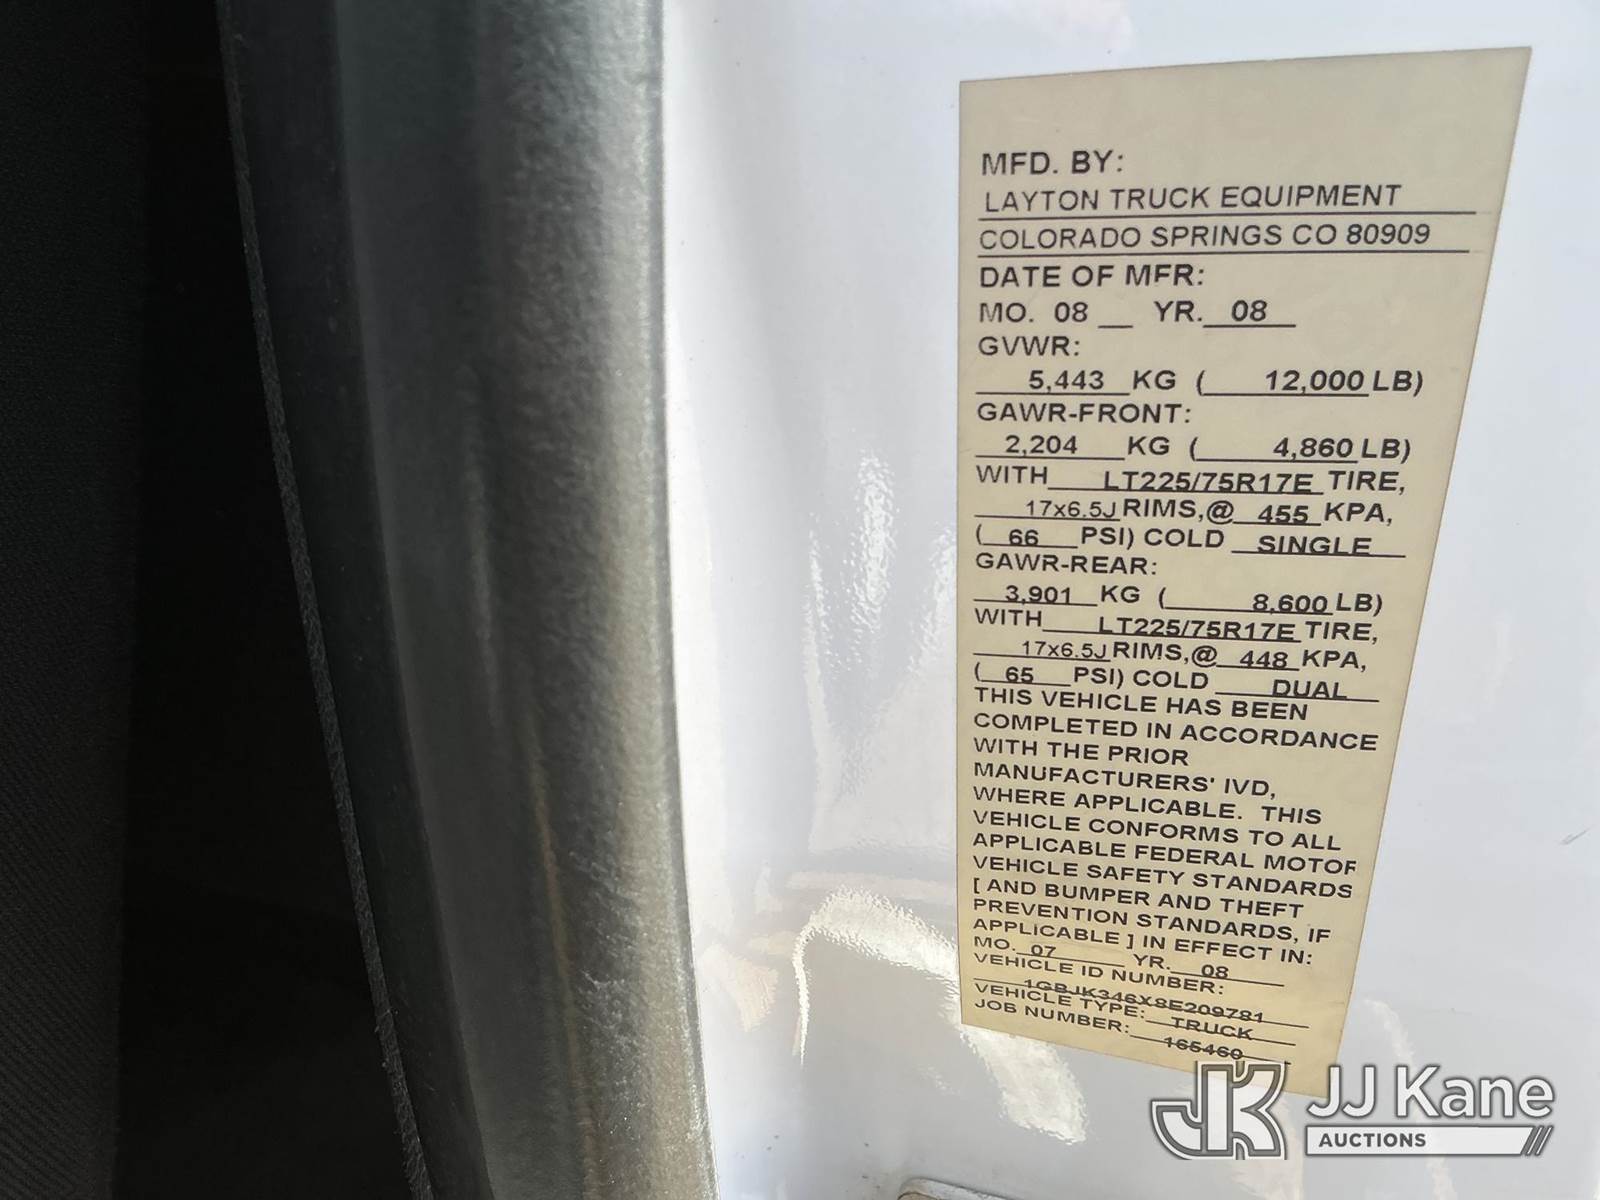 MFD. BY:
LAYTON TRUCK EQUIPMENT
COLORADO SPRINGS CO 80909
DATE OF MFR:
MO. 08 YR. 08
GVWR:
5,443 KG ( 12,000 LB)
GAWR-FRONT:
2,204 KG ( 4,860 LB)
WITH LT225/75R17E TIRE,
17x6.5J RIMS,@ 455 KPA,
( 66 PSI) COLD SINGLE
GAWR-REAR:
3,901 KG ( 8,600 LB)
WITH LT225/75R17E TIRE,
17x6.5J RIMS,@ 448 KPA,
( 65 PSI) COLD DUAL
THIS VEHICLE HAS BEEN
COMPLETED IN ACCORDANCE
WITH THE PRIOR
MANUFACTURERS' IVD,
WHERE APPLICABLE. THIS
VEHICLE CONFORMS TO ALL
APPLICABLE FEDERAL MOTOR
VEHICLE SAFETY STANDARDS
[ AND BUMPER AND THEFT
PREVENTION STANDARDS, IF
APPLICABLE ] IN EFFECT IN:
MO. 07 YR. 08
VEHICLE ID NUMBER:
1GBJK346X8E209781
VEHICLE TYPE: TRUCK
JOB NUMBER: 165460
JK JJ Kane
AUCTIONS